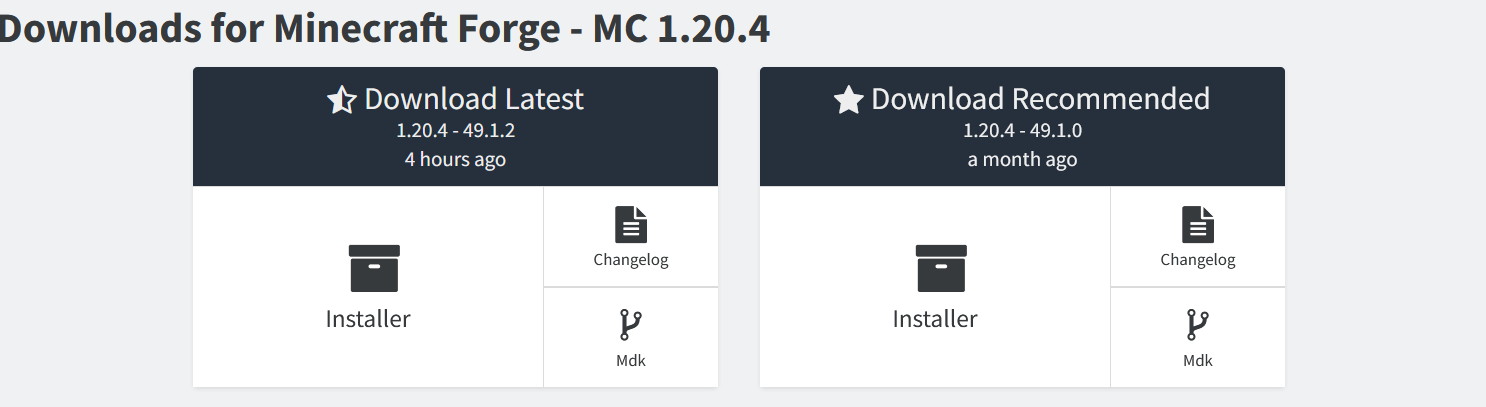 Downloads for Minecraft Forge - MC 1.20.4
Download Latest
1.20.4 - 49.1.2
4 hours ago
Installer
Changelog
Mdk
Download Recommended
1.20.4 - 49.1.0
a month ago
Installer
Changelog
Mdk